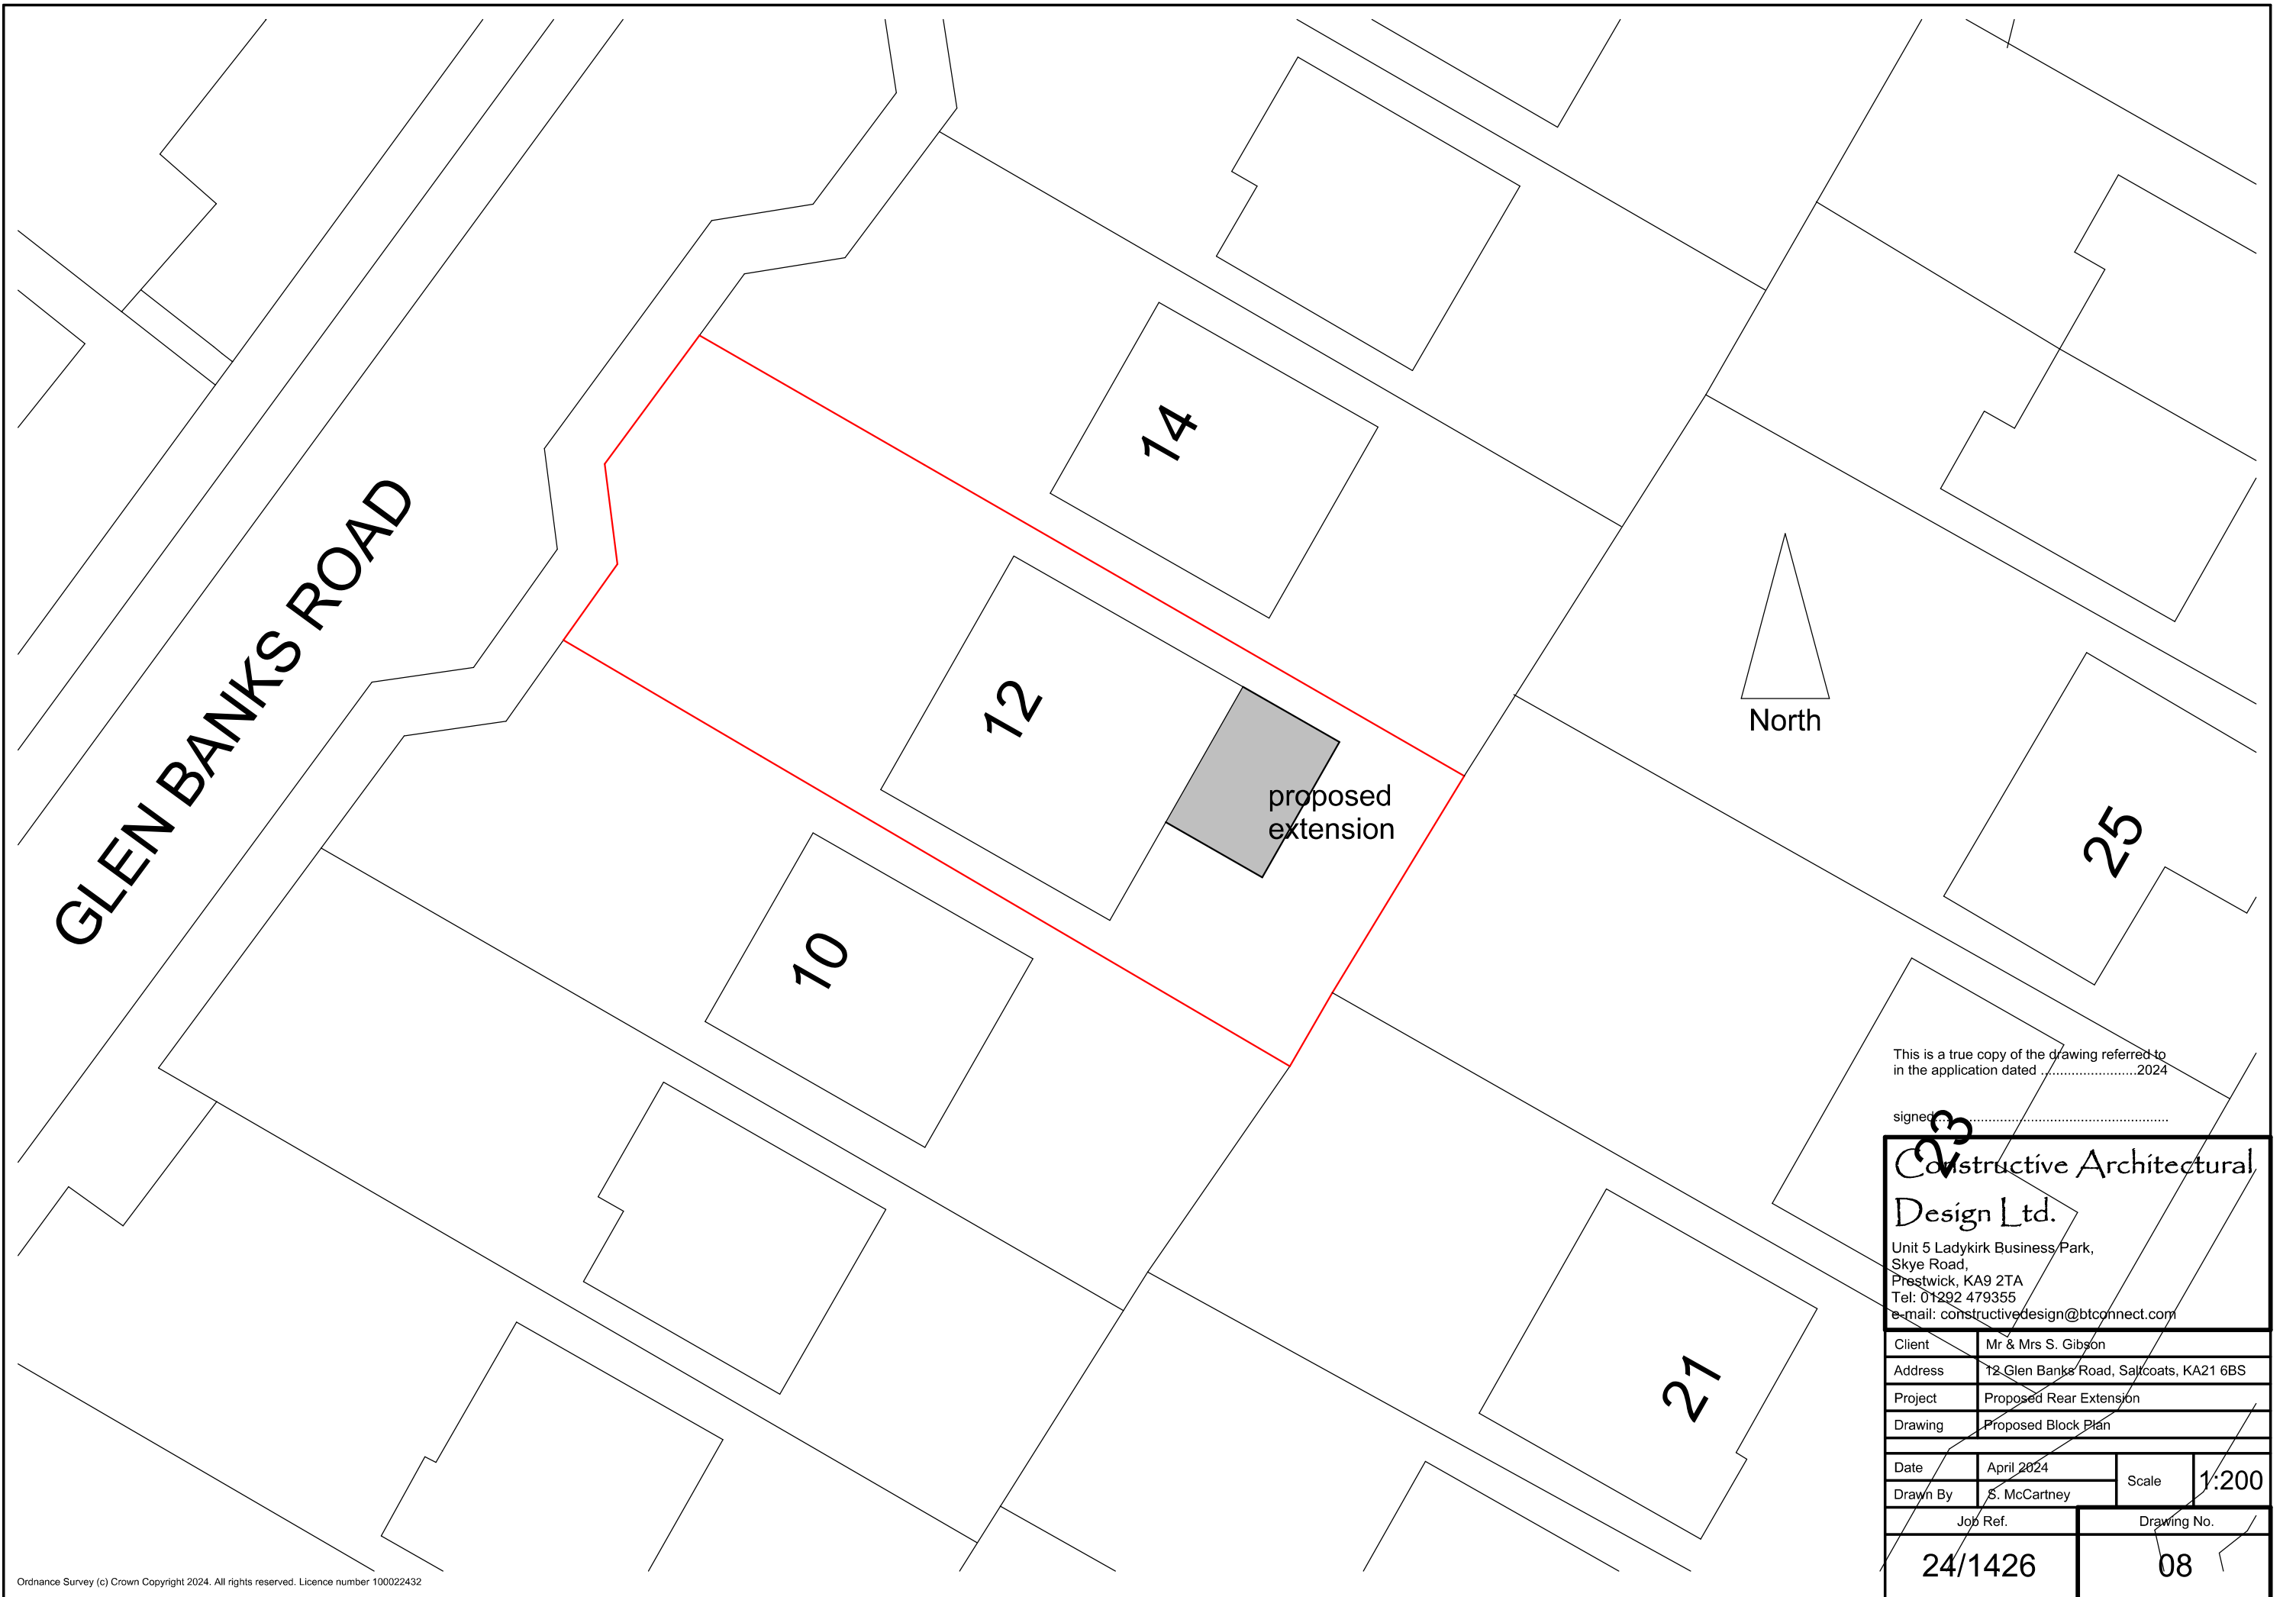 GLEN BANKS ROAD
14
12
10
proposed
extension
North
25
23
21
This is a true copy of the drawing referred to
in the application dated .........................2024
signed.............................................................
Constructive Architectural
Design Ltd.
Unit 5 Ladykirk Business Park,
Skye Road,
Prestwick, KA9 2TA
Tel: 01292 479355
e-mail: constructivedesign@btconnect.com
Client Mr & Mrs S. Gibson
Address 12 Glen Banks Road, Saltcoats, KA21 6BS
Project Proposed Rear Extension
Drawing Proposed Block Plan
Date April 2024
Scale 1:200
Drawn By S. McCartney
Job Ref. Drawing No.
24/1426 08
Ordnance Survey (c) Crown Copyright 2024. All rights reserved. Licence number 100022432